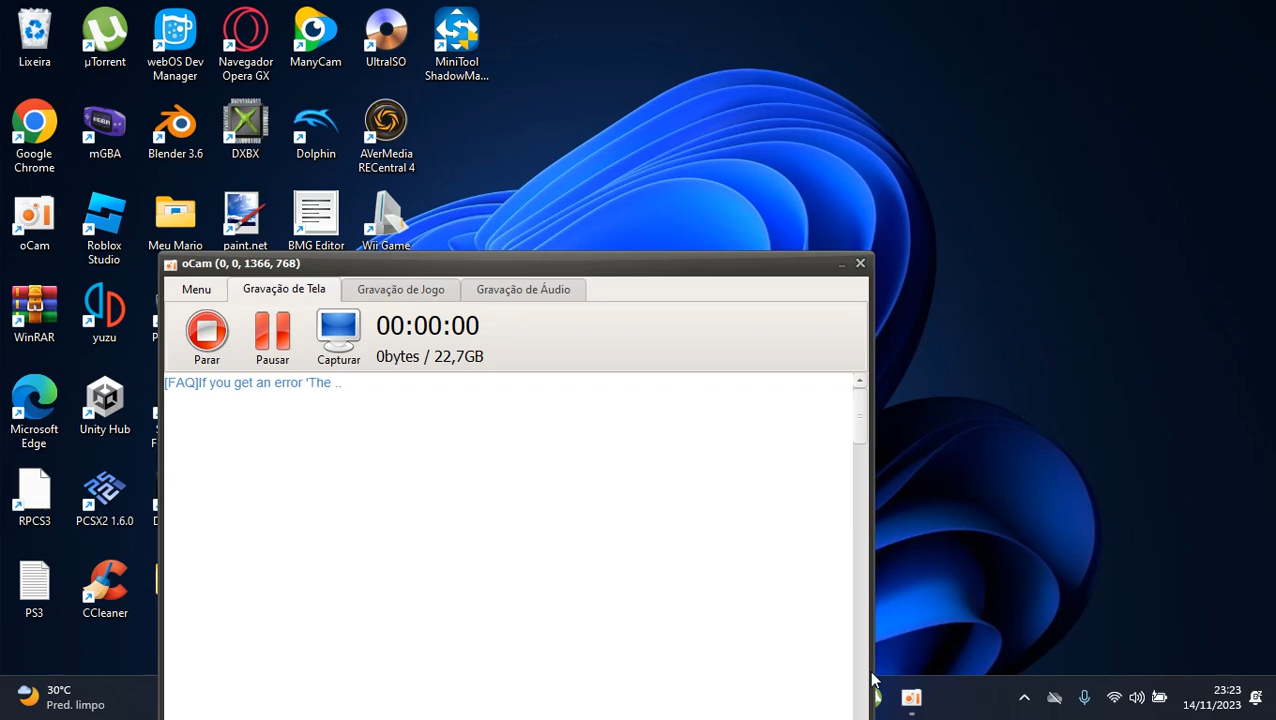 Lixeira
µTorrent
webOS Dev
Manager
Navegador
Opera GX
ManyCam
UltraISO
MiniTool
ShadowMa...
Google
Chrome
mGBA
Blender 3.6
DXBX
Dolphin
AVerMedia
RECentral 4
oCam
Roblox
Studio
Meu Mario
paint.net
BMG Editor
Wii Game
oCam (0, 0, 1366, 768)
Menu
Gravação de Tela
Gravação de Jogo
Gravação de Áudio
00:00:00
0bytes / 22,7GB
Parar
Pausar
Capturar
[FAQ]If you get an error 'The ..
WinRAR
yuzu
Microsoft
Edge
Unity Hub
RPCS3
PCSX2 1.6.0
PS3
CCleaner
30°C
Pred. limpo
23:23
14/11/2023